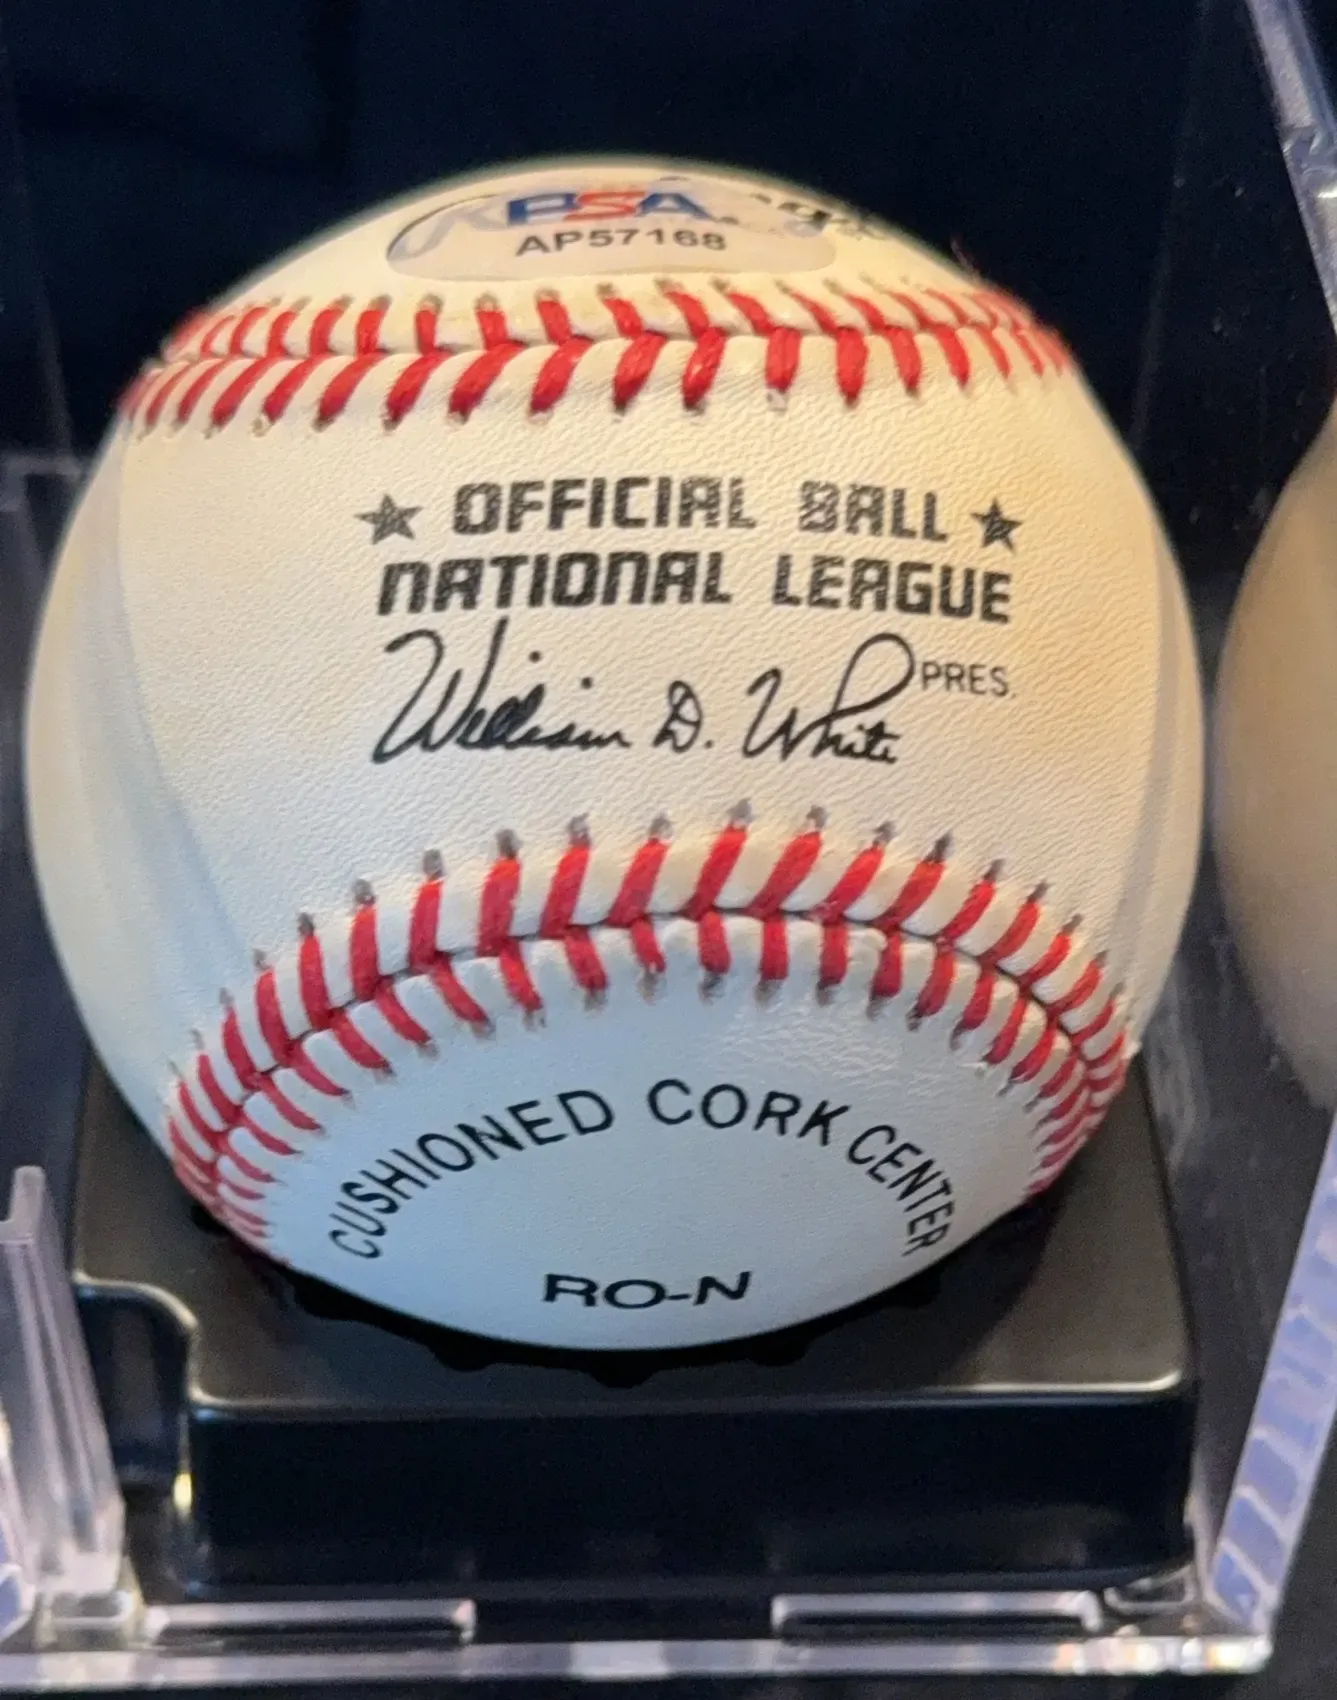 PSA
AP57168
★ OFFICIAL BALL ★
NATIONAL LEAGUE
William D. White PRES.
CUSHIONED CORK CENTER
RO-N